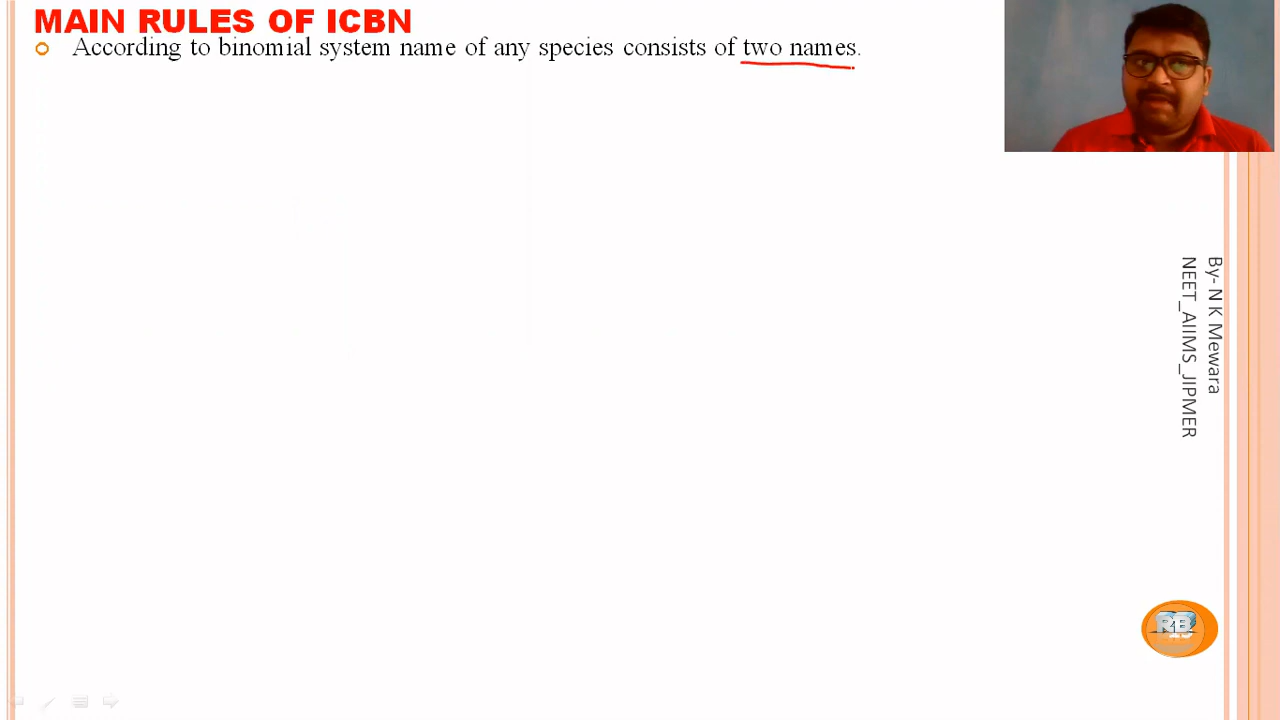 MAIN RULES OF ICBN
According to binomial system name of any species consists of two names.
By- N K Mewara
NEET_AIIMS_JIPMER
RB